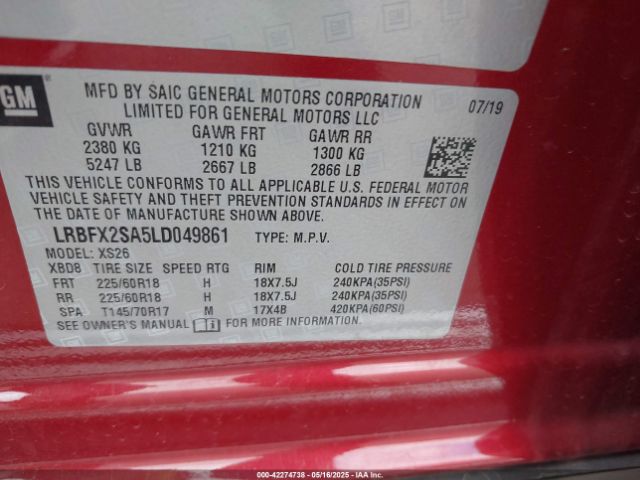 GM
MFD BY SAIC GENERAL MOTORS CORPORATION
LIMITED FOR GENERAL MOTORS LLC
07/19
GVWR GAWR FRT GAWR RR
2380 KG 1210 KG 1300 KG
5247 LB 2667 LB 2866 LB
THIS VEHICLE CONFORMS TO ALL APPLICABLE U.S. FEDERAL MOTOR
VEHICLE SAFETY AND THEFT PREVENTION STANDARDS IN EFFECT ON
THE DATE OF MANUFACTURE SHOWN ABOVE.
LRBFX2SA5LD049861 TYPE: M.P.V.
MODEL: XS26
XBD8 TIRE SIZE SPEED RTG RIM COLD TIRE PRESSURE
FRT 225/60R18 H 18X7.5J 240KPA(35PSI)
RR 225/60R18 H 18X7.5J 240KPA(35PSI)
SPA T145/70R17 M 17X4B 420KPA(60PSI)
SEE OWNER'S MANUAL FOR MORE INFORMATION
000 - 42274738 - 05/16/2025 - IAA Inc.